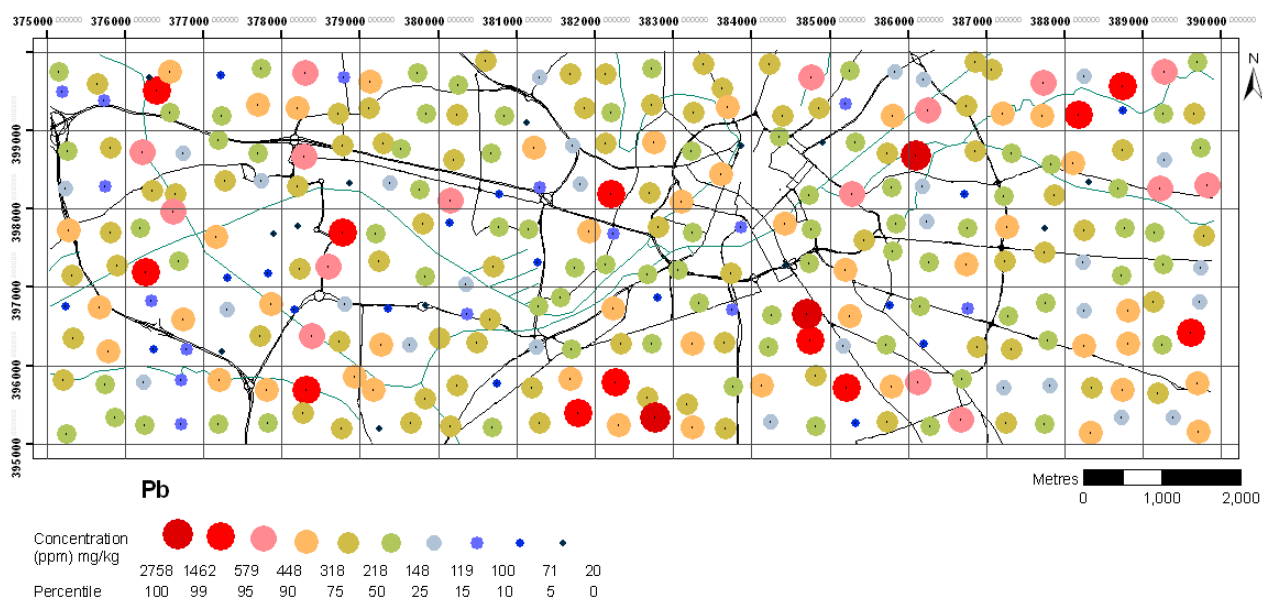 375000 376000 377000 378000 379000 380000 381000 382000 383000 384000 385000 386000 387000 388000 389000 390000
N
399000
398000
397000
396000
395000
Metres
0 1,000 2,000
Pb
Concentration
(ppm) mg/kg
2758 1462 579 448 318 218 148 119 100 71 20
Percentile 100 99 95 90 75 50 25 15 10 5 0